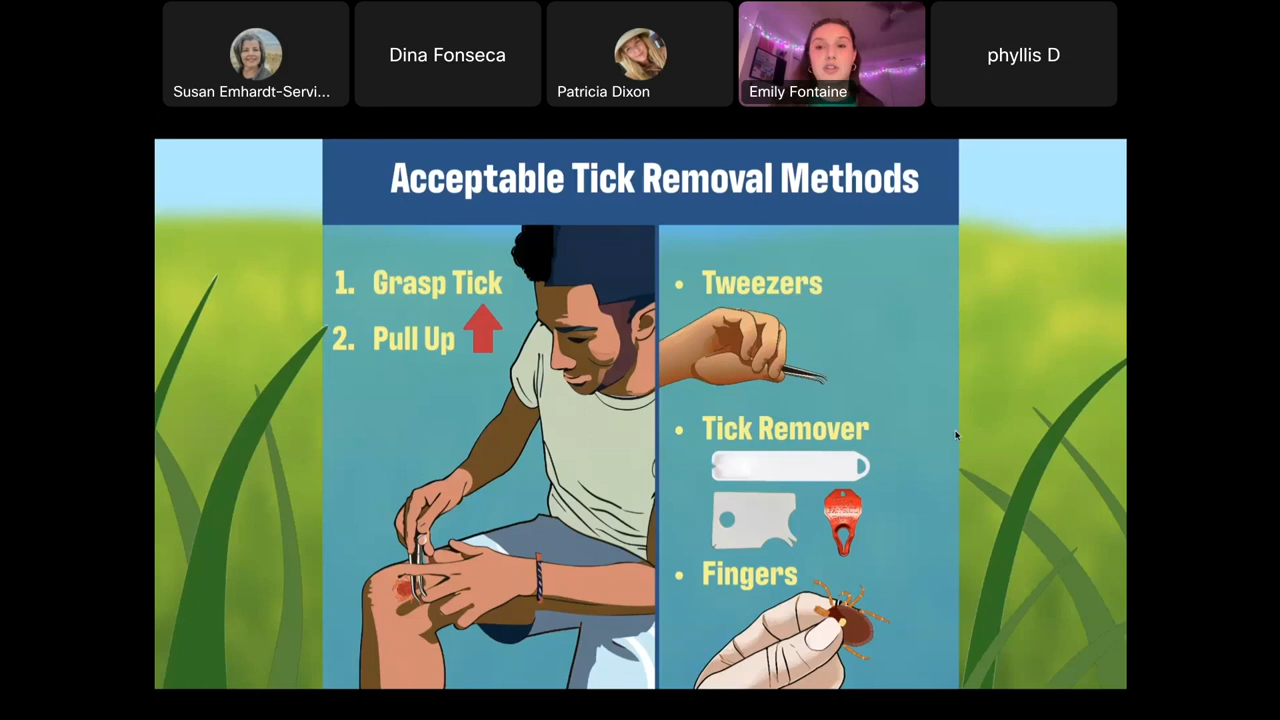 Susan Emhardt-Servi...
Dina Fonseca
Patricia Dixon
Emily Fontaine
phyllis D
Acceptable Tick Removal Methods
1. Grasp Tick
2. Pull Up
• Tweezers
• Tick Remover
• Fingers